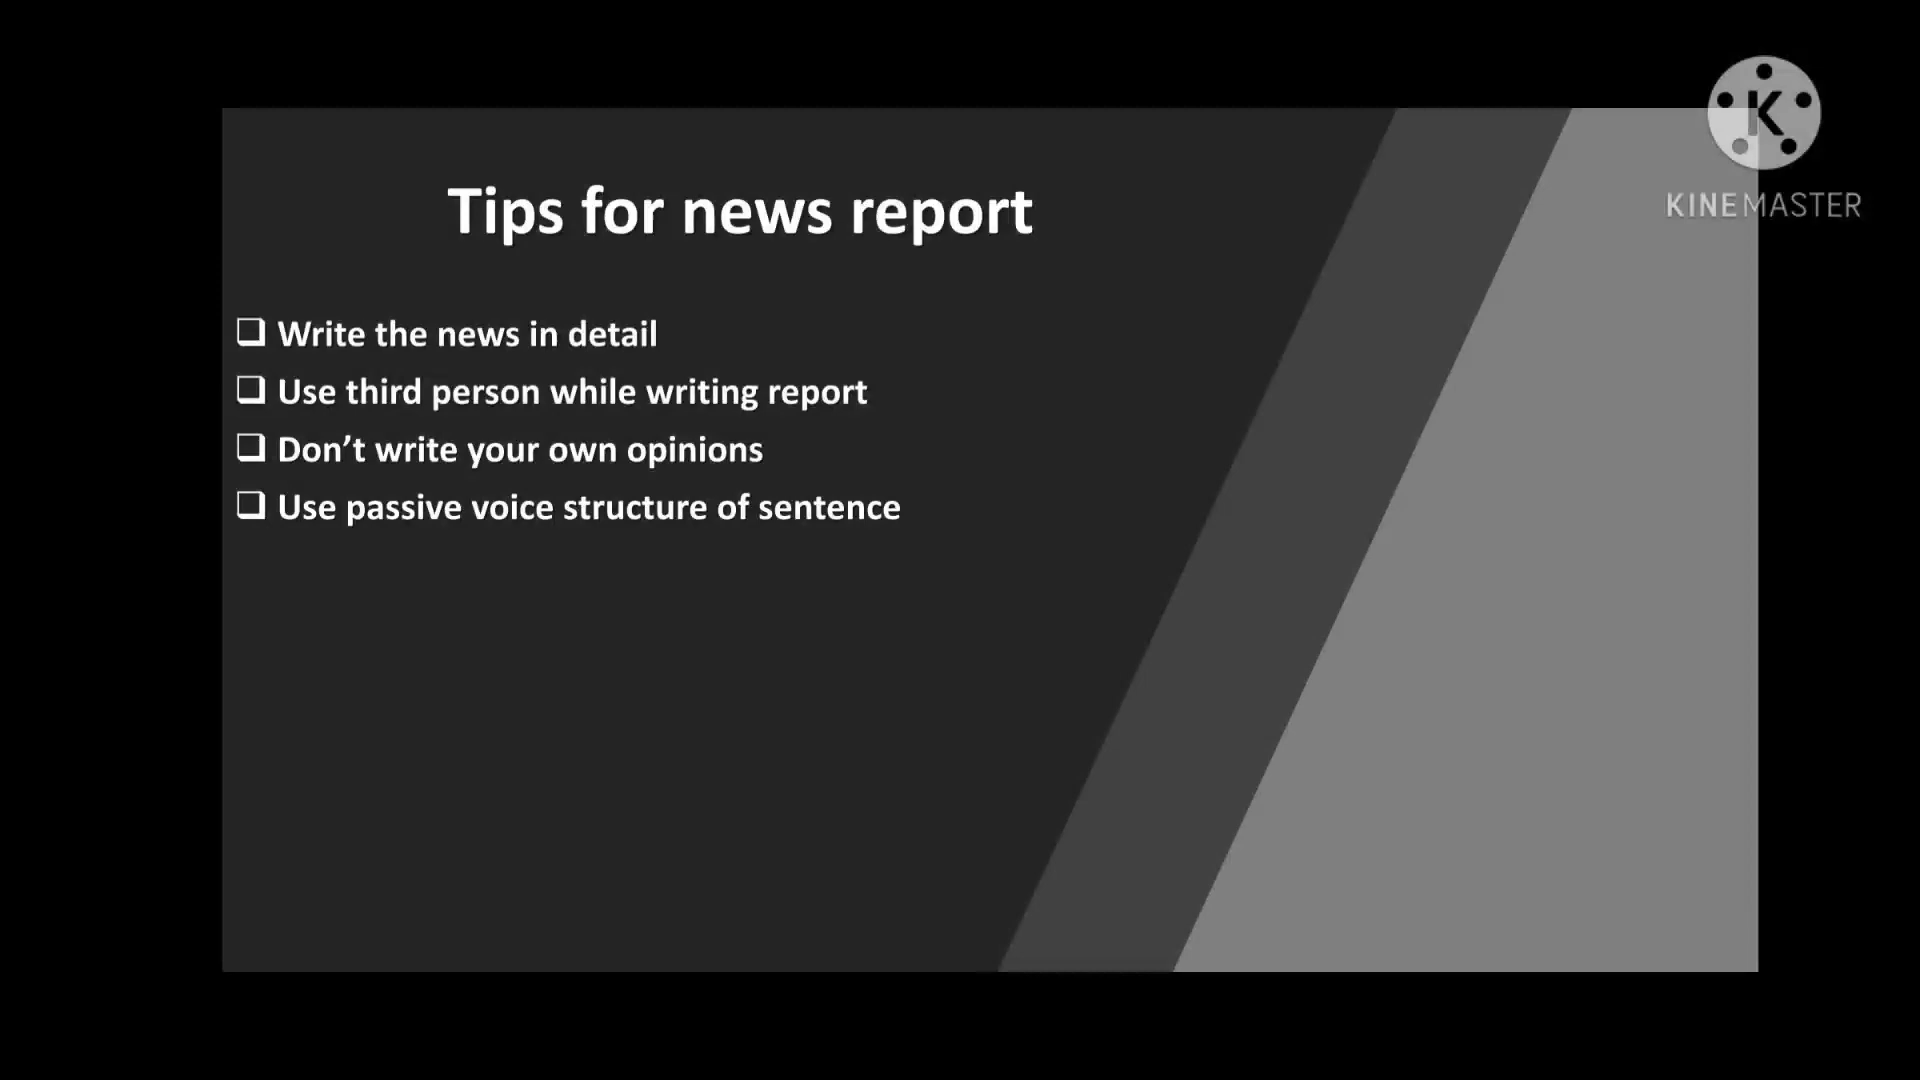 K
KINEMASTER
Tips for news report
❑ Write the news in detail
❑ Use third person while writing report
❑ Don’t write your own opinions
❑ Use passive voice structure of sentence